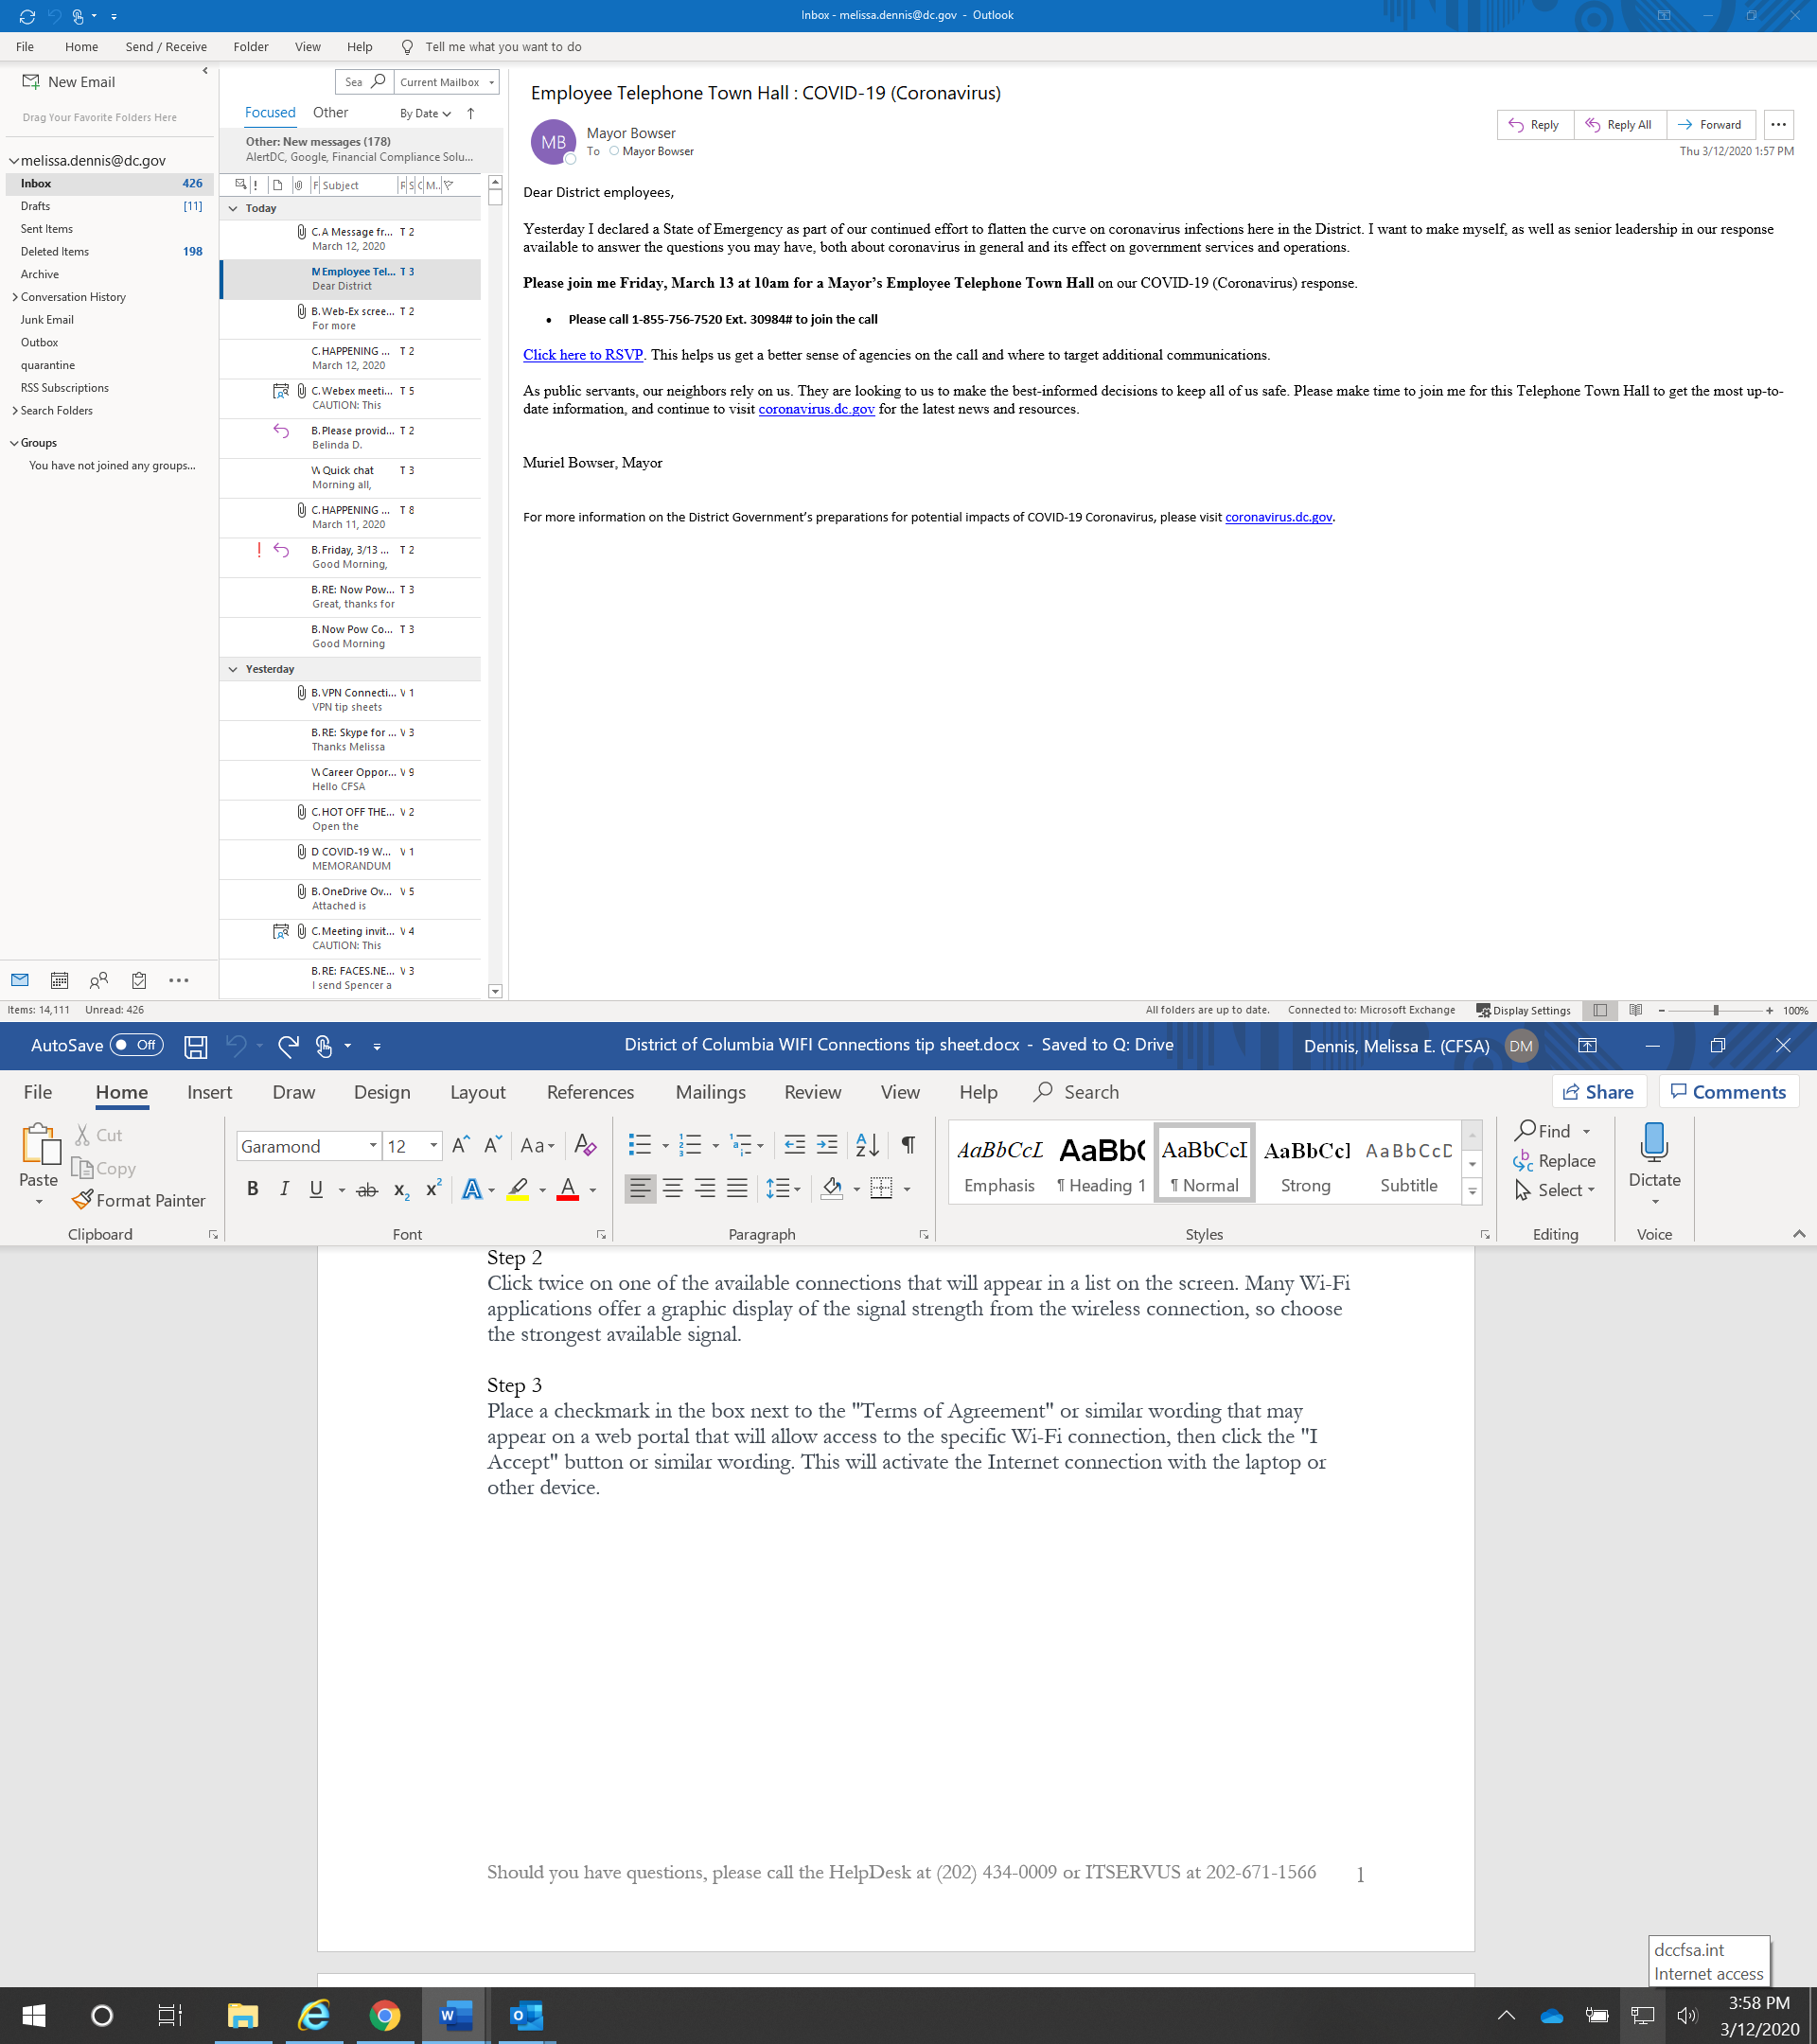 Inbox - melissa.dennis@dc.gov - Outlook
File Home Send / Receive Folder View Help Tell me what you want to do
New Email
Drag Your Favorite Folders Here
melissa.dennis@dc.gov
Inbox 426
Drafts [11]
Sent Items
Deleted Items 198
Archive
Conversation History
Junk Email
Outbox
quarantine
RSS Subscriptions
Search Folders
Groups
You have not joined any groups...
Sea Current Mailbox
Focused Other By Date
Other: New messages (178)
AlertDC, Google, Financial Compliance Solu...
! F Subject R S C M..
Today
C. A Message fr... T 2
March 12, 2020
M Employee Tel... T 3
Dear District
B. Web-Ex scree... T 2
For more
C. HAPPENING ... T 2
March 12, 2020
C. Webex meeti... T 5
CAUTION: This
B. Please provid... T 2
Belinda D.
W Quick chat T 3
Morning all,
C. HAPPENING ... T 8
March 11, 2020
! B. Friday, 3/13 ... T 2
Good Morning,
B. RE: Now Pow... T 3
Great, thanks for
B. Now Pow Co... T 3
Good Morning
Yesterday
B. VPN Connecti... V 1
VPN tip sheets
B. RE: Skype for ... V 3
Thanks Melissa
W Career Oppor... V 9
Hello CFSA
C. HOT OFF THE... V 2
Open the
D COVID-19 W... V 1
MEMORANDUM
B. OneDrive Ov... V 5
Attached is
C. Meeting invit... V 4
CAUTION: This
B. RE: FACES.NE... V 3
I send Spencer a
Employee Telephone Town Hall : COVID-19 (Coronavirus)
MB
Mayor Bowser
To Mayor Bowser
Reply Reply All Forward ...
Thu 3/12/2020 1:57 PM
Dear District employees,
Yesterday I declared a State of Emergency as part of our continued effort to flatten the curve on coronavirus infections here in the District. I want to make myself, as well as senior leadership in our response
available to answer the questions you may have, both about coronavirus in general and its effect on government services and operations.
Please join me Friday, March 13 at 10am for a Mayor’s Employee Telephone Town Hall on our COVID-19 (Coronavirus) response.
• Please call 1-855-756-7520 Ext. 30984# to join the call
Click here to RSVP. This helps us get a better sense of agencies on the call and where to target additional communications.
As public servants, our neighbors rely on us. They are looking to us to make the best-informed decisions to keep all of us safe. Please make time to join me for this Telephone Town Hall to get the most up-to-
date information, and continue to visit coronavirus.dc.gov for the latest news and resources.
Muriel Bowser, Mayor
For more information on the District Government’s preparations for potential impacts of COVID-19 Coronavirus, please visit coronavirus.dc.gov.
Items: 14,111 Unread: 426 All folders are up to date. Connected to: Microsoft Exchange Display Settings 100%
AutoSave Off District of Columbia WIFI Connections tip sheet.docx - Saved to Q: Drive Dennis, Melissa E. (CFSA) DM
File Home Insert Draw Design Layout References Mailings Review View Help Search Share Comments
Paste
Cut
Copy
Format Painter
Clipboard
Garamond 12 A A Aa A
B I U ab x2 x2 A A
Font
Paragraph
AaBbCcI AaBbC AaBbCcI AaBbCcI AaBbCcD
Emphasis ¶ Heading 1 ¶ Normal Strong Subtitle
Styles
Find
Replace
Select
Editing
Dictate
Voice
Step 2
Click twice on one of the available connections that will appear in a list on the screen. Many Wi-Fi
applications offer a graphic display of the signal strength from the wireless connection, so choose
the strongest available signal.
Step 3
Place a checkmark in the box next to the "Terms of Agreement" or similar wording that may
appear on a web portal that will allow access to the specific Wi-Fi connection, then click the "I
Accept" button or similar wording. This will activate the Internet connection with the laptop or
other device.
Should you have questions, please call the HelpDesk at (202) 434-0009 or ITSERVUS at 202-671-1566 1
dccfsa.int
Internet access
3:58 PM
3/12/2020